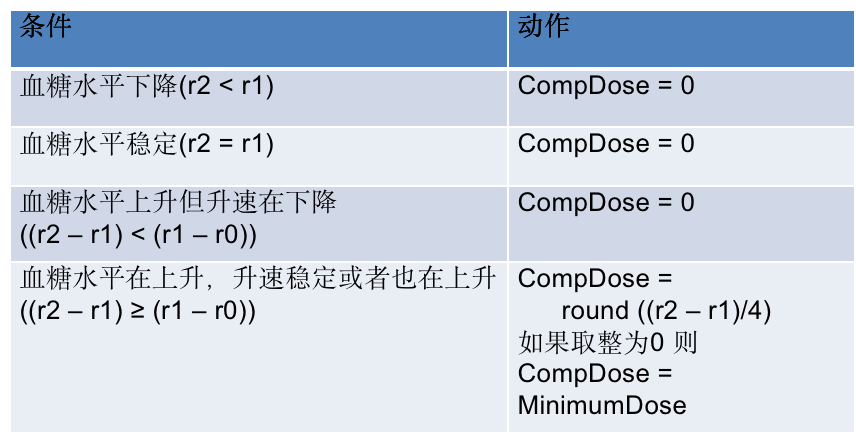 条件
动作
血糖水平下降(r2 < r1)
CompDose = 0
血糖水平稳定(r2 = r1)
CompDose = 0
血糖水平上升但升速在下降
((r2 – r1) < (r1 – r0))
CompDose = 0
血糖水平在上升，升速稳定或者也在上升
((r2 – r1) ≥ (r1 – r0))
CompDose =
round ((r2 – r1)/4)
如果取整为0 则
CompDose =
MinimumDose